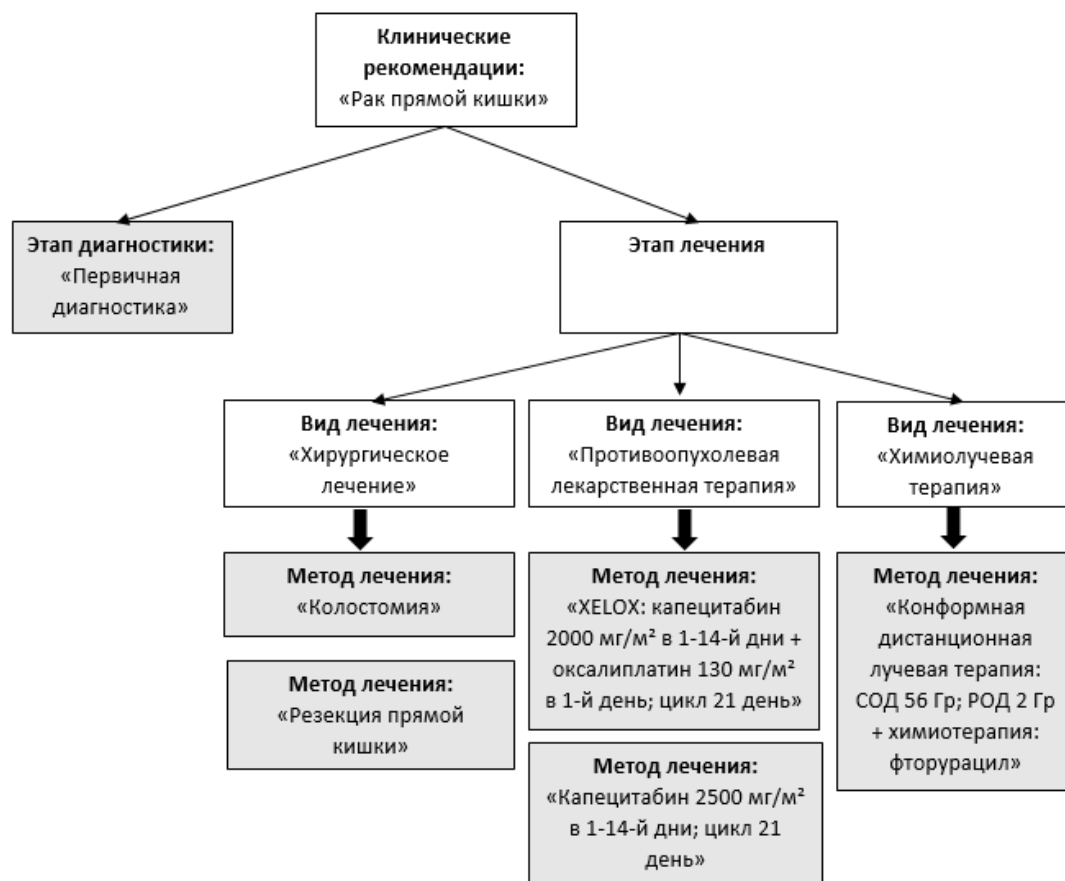 Клинические
рекомендации:
«Рак прямой кишки»
Этап диагностики:
«Первичная
диагностика»
Этап лечения
Вид лечения:
«Хирургическое
лечение»
Вид лечения:
«Противоопухолевая
лекарственная терапия»
Вид лечения:
«Химиолучевая
терапия»
Метод лечения:
«Колостомия»
Метод лечения:
«Резекция прямой
кишки»
Метод лечения:
«XELOX: капецитабин
2000 мг/м² в 1-14-й дни +
оксалиплатин 130 мг/м²
в 1-й день; цикл 21 день»
Метод лечения:
«Капецитабин 2500 мг/м²
в 1-14-й дни; цикл 21
день»
Метод лечения:
«Конформная
дистанционная
лучевая терапия:
СОД 56 Гр; РОД 2 Гр
+ химиотерапия:
фторурацил»